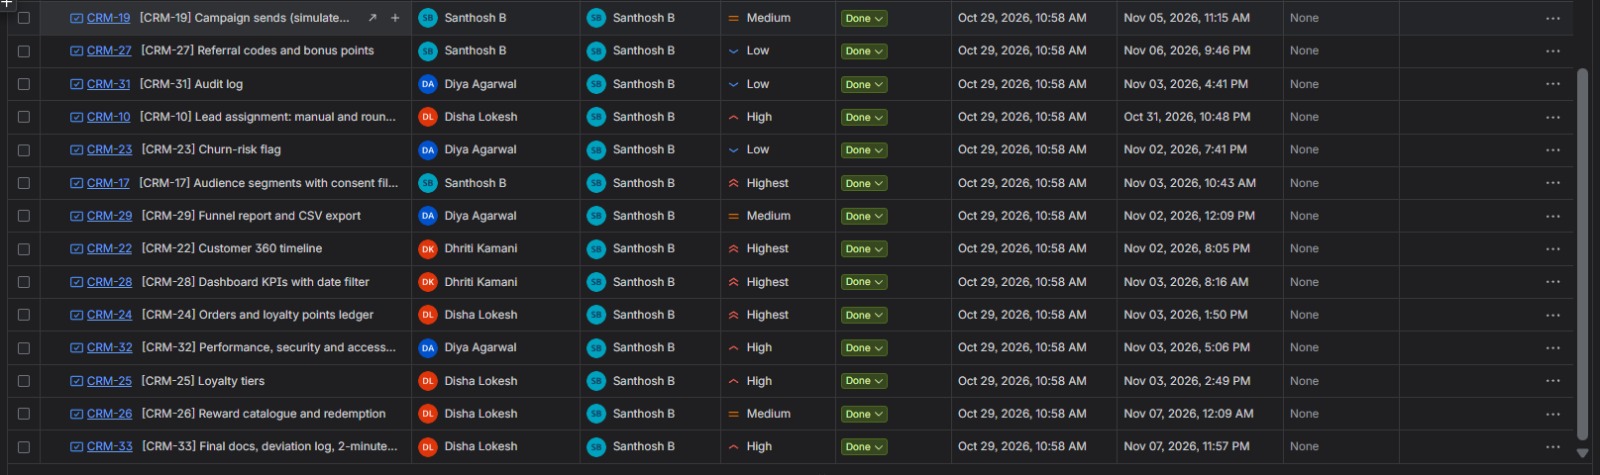 CRM-19 [CRM-19] Campaign sends (simulate... SB Santhosh B SB Santhosh B Medium Done Oct 29, 2026, 10:58 AM Nov 05, 2026, 11:15 AM None
CRM-27 [CRM-27] Referral codes and bonus points SB Santhosh B SB Santhosh B Low Done Oct 29, 2026, 10:58 AM Nov 06, 2026, 9:46 PM None
CRM-31 [CRM-31] Audit log DA Diya Agarwal SB Santhosh B Low Done Oct 29, 2026, 10:58 AM Nov 03, 2026, 4:41 PM None
CRM-10 [CRM-10] Lead assignment: manual and roun... DL Disha Lokesh SB Santhosh B High Done Oct 29, 2026, 10:58 AM Oct 31, 2026, 10:48 PM None
CRM-23 [CRM-23] Churn-risk flag DA Diya Agarwal SB Santhosh B Low Done Oct 29, 2026, 10:58 AM Nov 02, 2026, 7:41 PM None
CRM-17 [CRM-17] Audience segments with consent fil... SB Santhosh B SB Santhosh B Highest Done Oct 29, 2026, 10:58 AM Nov 03, 2026, 10:43 AM None
CRM-29 [CRM-29] Funnel report and CSV export DA Diya Agarwal SB Santhosh B Medium Done Oct 29, 2026, 10:58 AM Nov 02, 2026, 12:09 PM None
CRM-22 [CRM-22] Customer 360 timeline DK Dhriti Kamani SB Santhosh B Highest Done Oct 29, 2026, 10:58 AM Nov 02, 2026, 8:05 PM None
CRM-28 [CRM-28] Dashboard KPIs with date filter DK Dhriti Kamani SB Santhosh B Highest Done Oct 29, 2026, 10:58 AM Nov 03, 2026, 8:16 AM None
CRM-24 [CRM-24] Orders and loyalty points ledger DL Disha Lokesh SB Santhosh B Highest Done Oct 29, 2026, 10:58 AM Nov 03, 2026, 1:50 PM None
CRM-32 [CRM-32] Performance, security and access... DA Diya Agarwal SB Santhosh B High Done Oct 29, 2026, 10:58 AM Nov 03, 2026, 5:06 PM None
CRM-25 [CRM-25] Loyalty tiers DL Disha Lokesh SB Santhosh B High Done Oct 29, 2026, 10:58 AM Nov 03, 2026, 2:49 PM None
CRM-26 [CRM-26] Reward catalogue and redemption DL Disha Lokesh SB Santhosh B Medium Done Oct 29, 2026, 10:58 AM Nov 07, 2026, 12:09 AM None
CRM-33 [CRM-33] Final docs, deviation log, 2-minute... DL Disha Lokesh SB Santhosh B High Done Oct 29, 2026, 10:58 AM Nov 07, 2026, 11:57 PM None